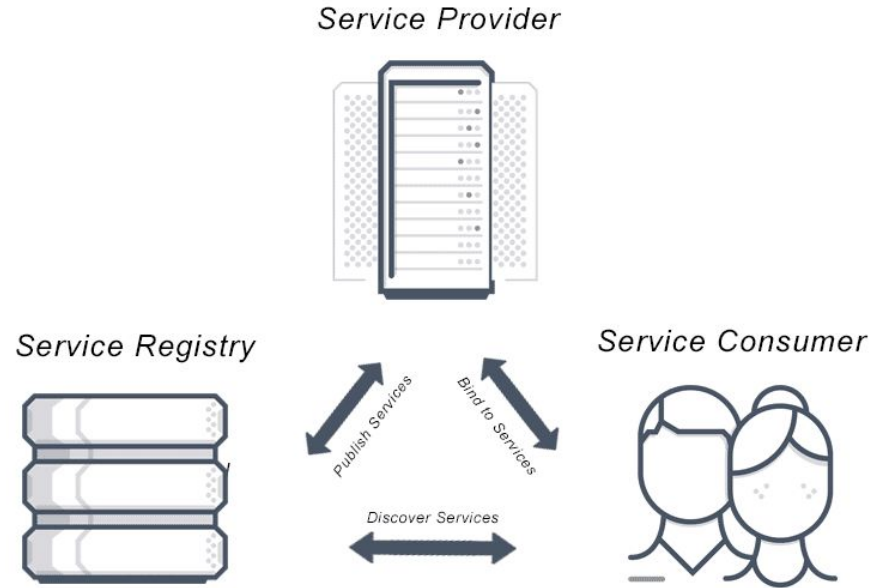 Service Provider
Service Registry
Service Consumer
Publish Services
Bind to Services
Discover Services